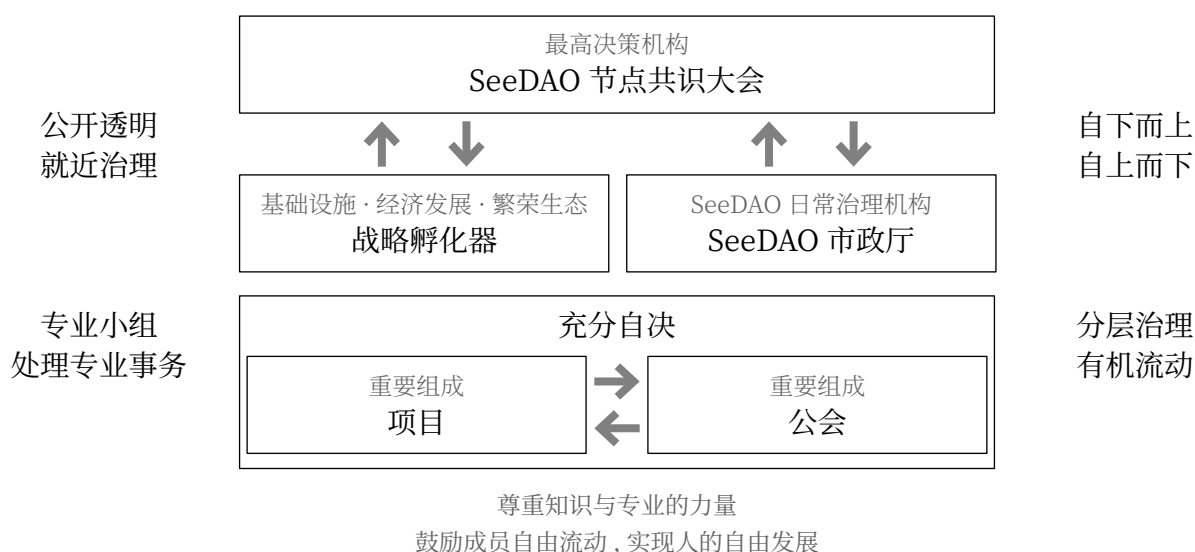 最高决策机构
SeeDAO 节点共识大会
公开透明
就近治理
自下而上
自上而下
基础设施 · 经济发展 · 繁荣生态
战略孵化器
SeeDAO 日常治理机构
SeeDAO 市政厅
专业小组
处理专业事务
充分自决
分层治理
有机流动
重要组成
项目
重要组成
公会
尊重知识与专业的力量
鼓励成员自由流动 , 实现人的自由发展